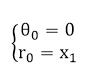 θ₀ = 0
r₀ = x₁